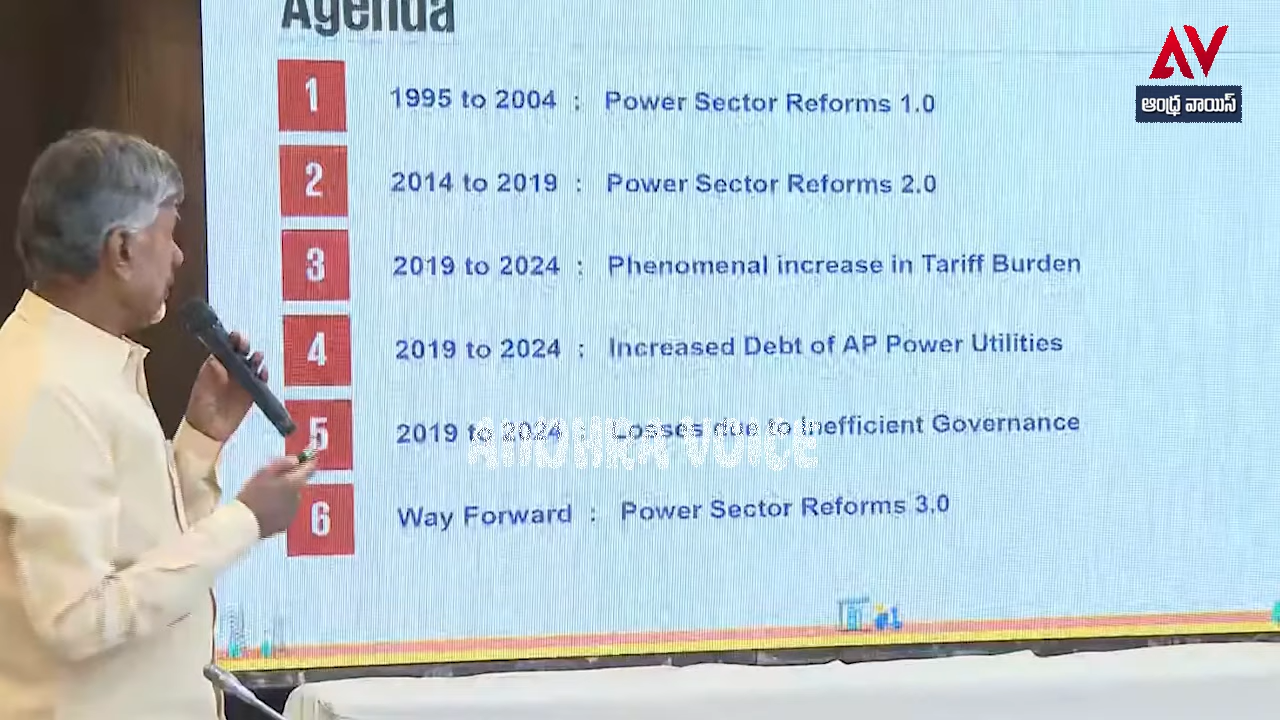 Agenda
AV
ఆంధ్ర వాయిస్
1 1995 to 2004 : Power Sector Reforms 1.0
2 2014 to 2019 : Power Sector Reforms 2.0
3 2019 to 2024 : Phenomenal increase in Tariff Burden
4 2019 to 2024 : Increased Debt of AP Power Utilities
5 2019 to 2024 : Losses due to Inefficient Governance
ANDHRA VOICE
6 Way Forward : Power Sector Reforms 3.0